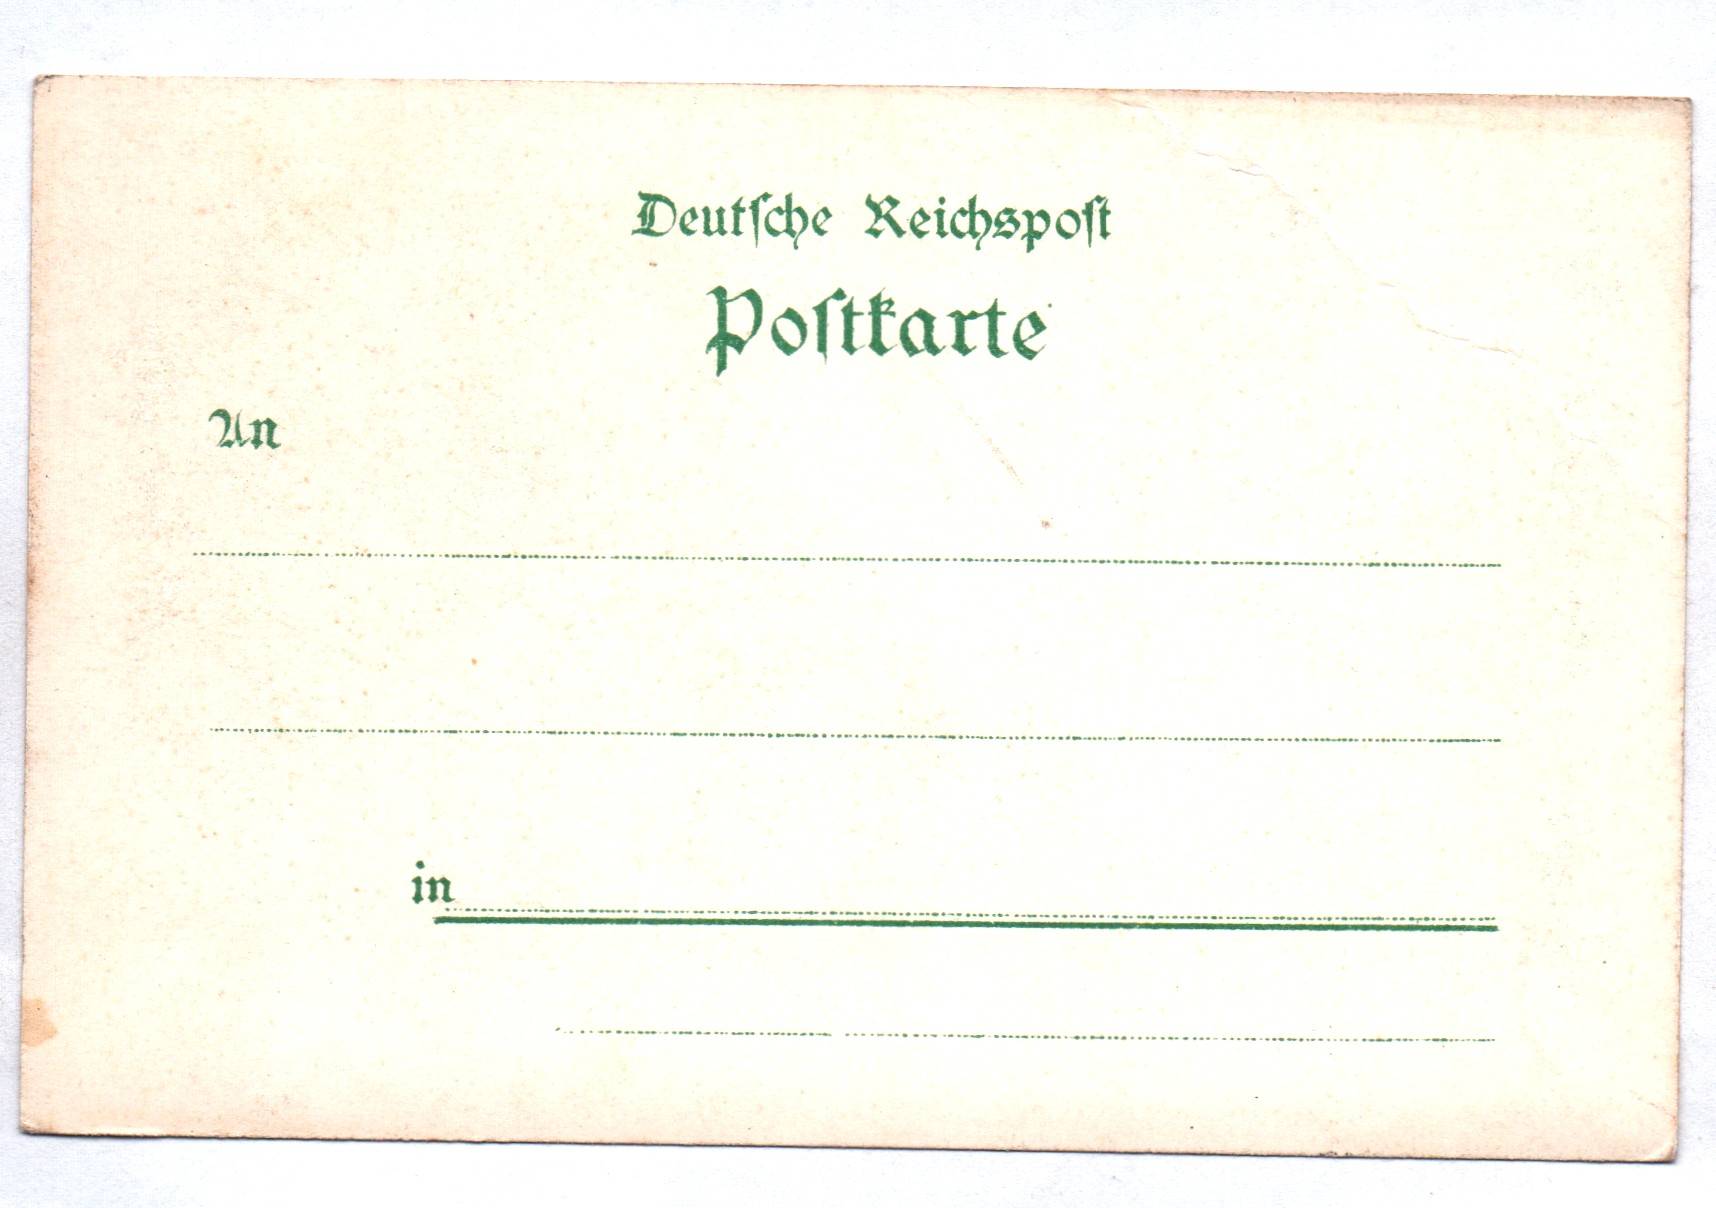 Deutſche Reichspoſt
Poſtkarte
An
in